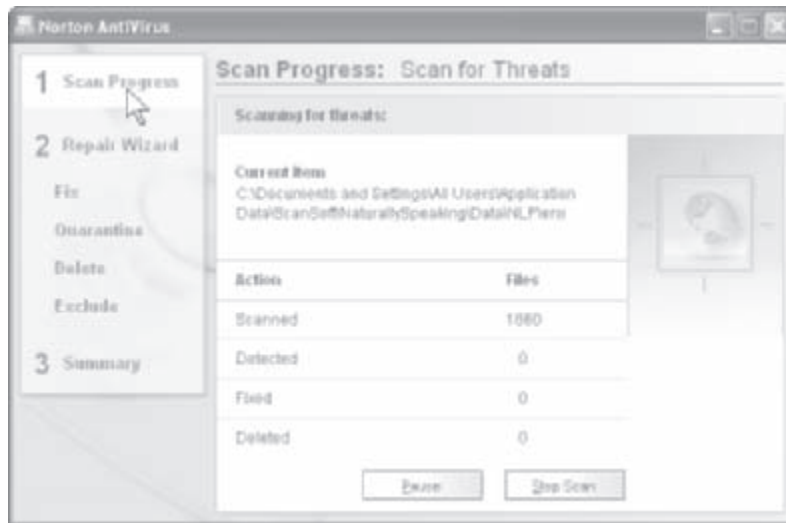 Norton AntiVirus
1 Scan Progress
2 Repair Wizard
Fix
Quarantine
Delete
Exclude
3 Summary
Scan Progress: Scan for Threats
Scanning for threats:
Current Item
C:\Documents and Settings\All Users\Application
Data\ScanSoft\NaturallySpeaking\Data\
Action Files
Scanned
Detected 0
Fixed 0
Deleted 0
Pause Stop Scan